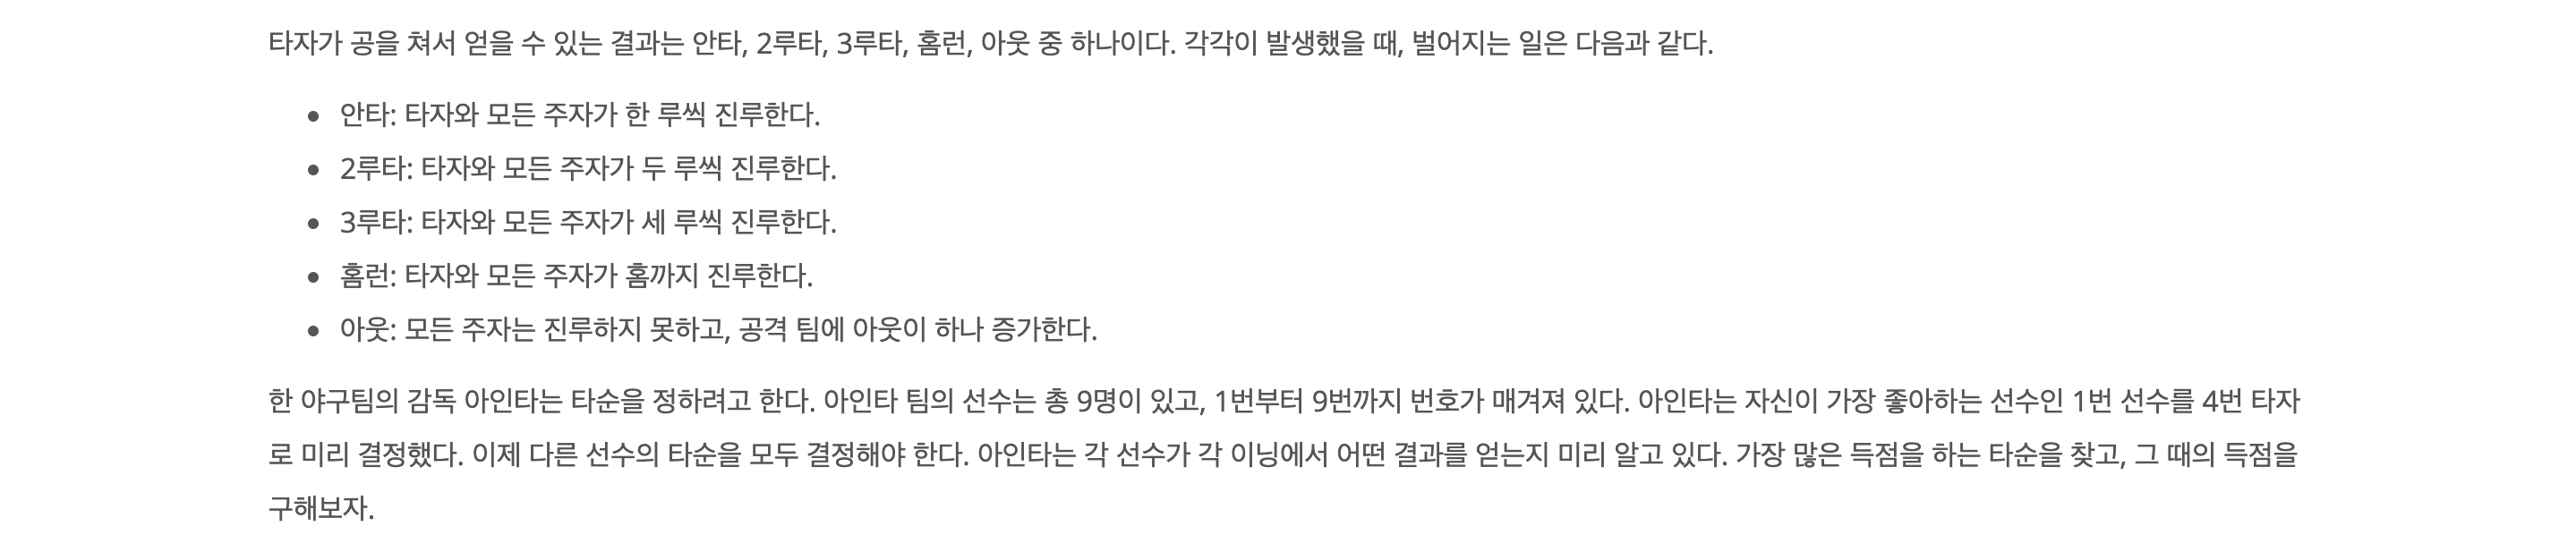 타자가 공을 쳐서 얻을 수 있는 결과는 안타, 2루타, 3루타, 홈런, 아웃 중 하나이다. 각각이 발생했을 때, 벌어지는 일은 다음과 같다.
• 안타: 타자와 모든 주자가 한 루씩 진루한다.
• 2루타: 타자와 모든 주자가 두 루씩 진루한다.
• 3루타: 타자와 모든 주자가 세 루씩 진루한다.
• 홈런: 타자와 모든 주자가 홈까지 진루한다.
• 아웃: 모든 주자는 진루하지 못하고, 공격 팀에 아웃이 하나 증가한다.
한 야구팀의 감독 아인타는 타순을 정하려고 한다. 아인타 팀의 선수는 총 9명이 있고, 1번부터 9번까지 번호가 매겨져 있다. 아인타는 자신이 가장 좋아하는 선수인 1번 선수를 4번 타자
로 미리 결정했다. 이제 다른 선수의 타순을 모두 결정해야 한다. 아인타는 각 선수가 각 이닝에서 어떤 결과를 얻는지 미리 알고 있다. 가장 많은 득점을 하는 타순을 찾고, 그 때의 득점을
구해보자.